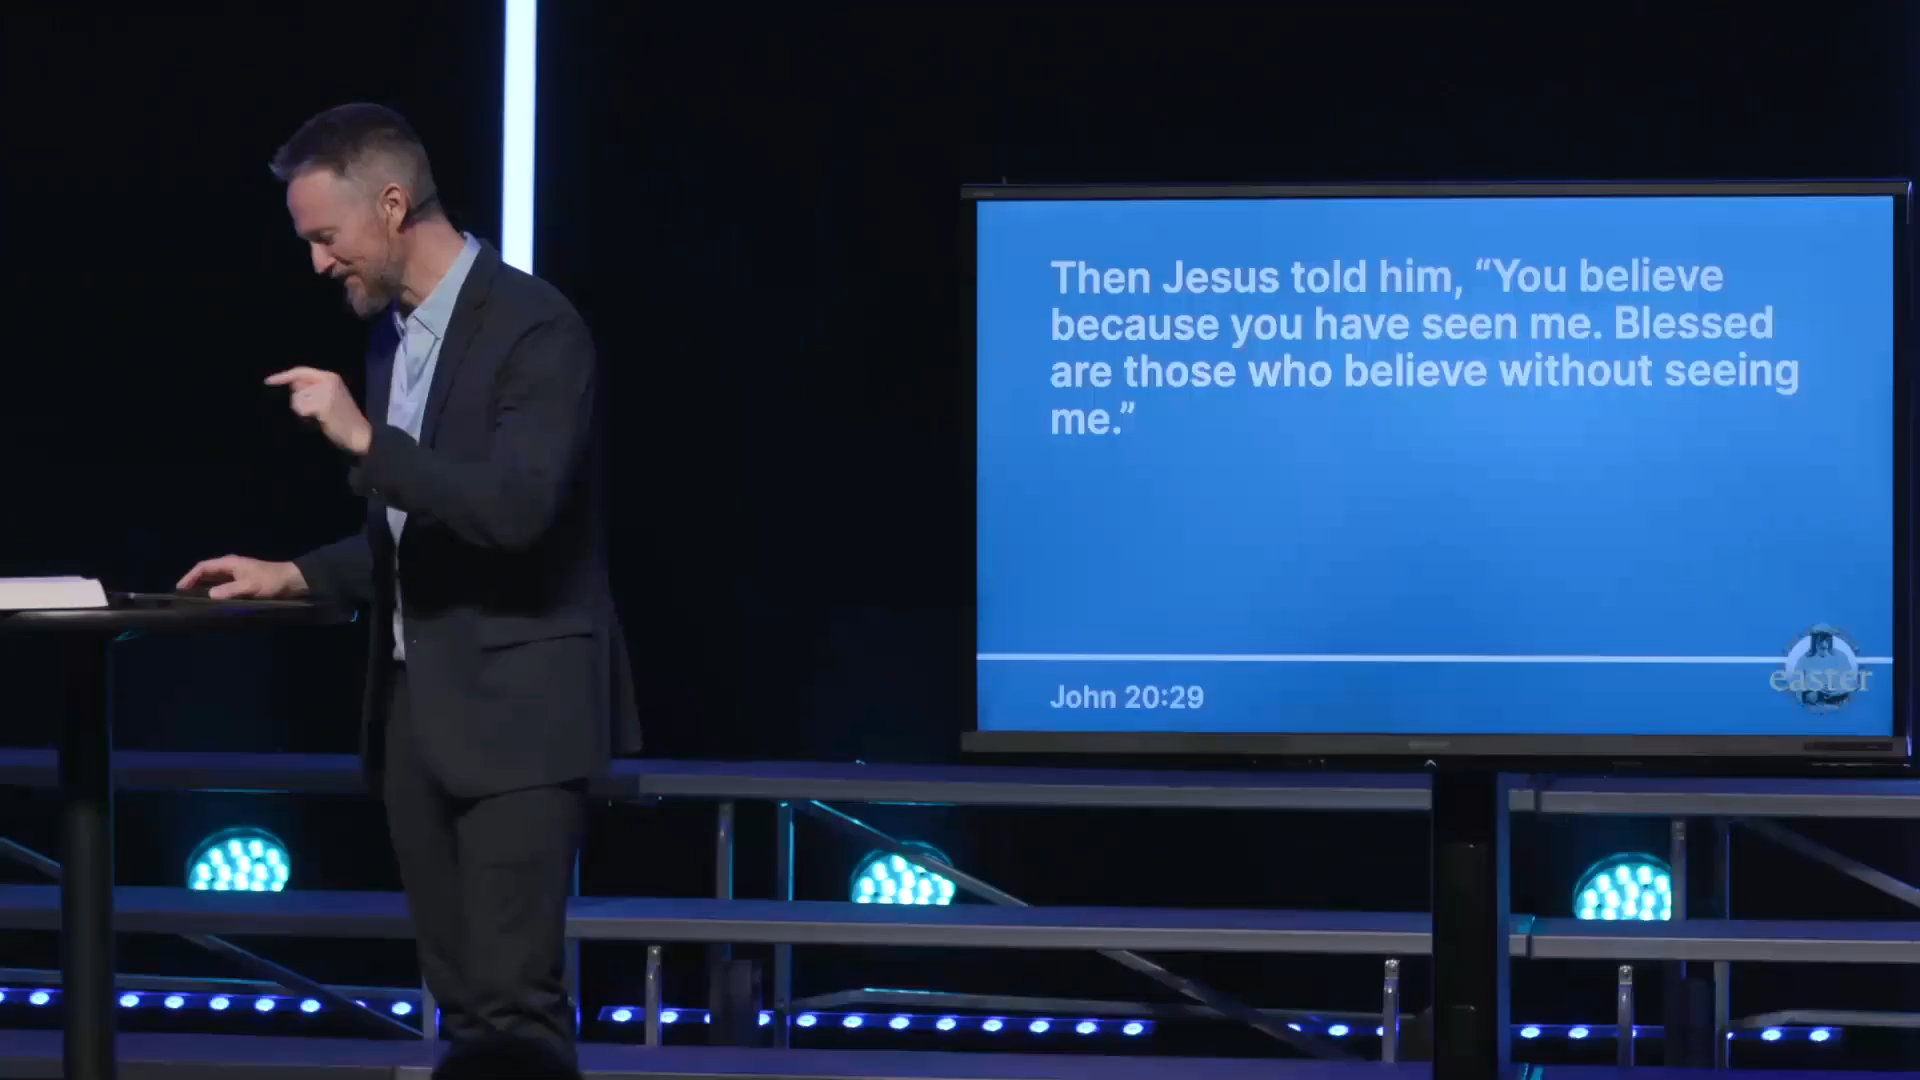 Then Jesus told him, “You believe
because you have seen me. Blessed
are those who believe without seeing
me.”
John 20:29
easter